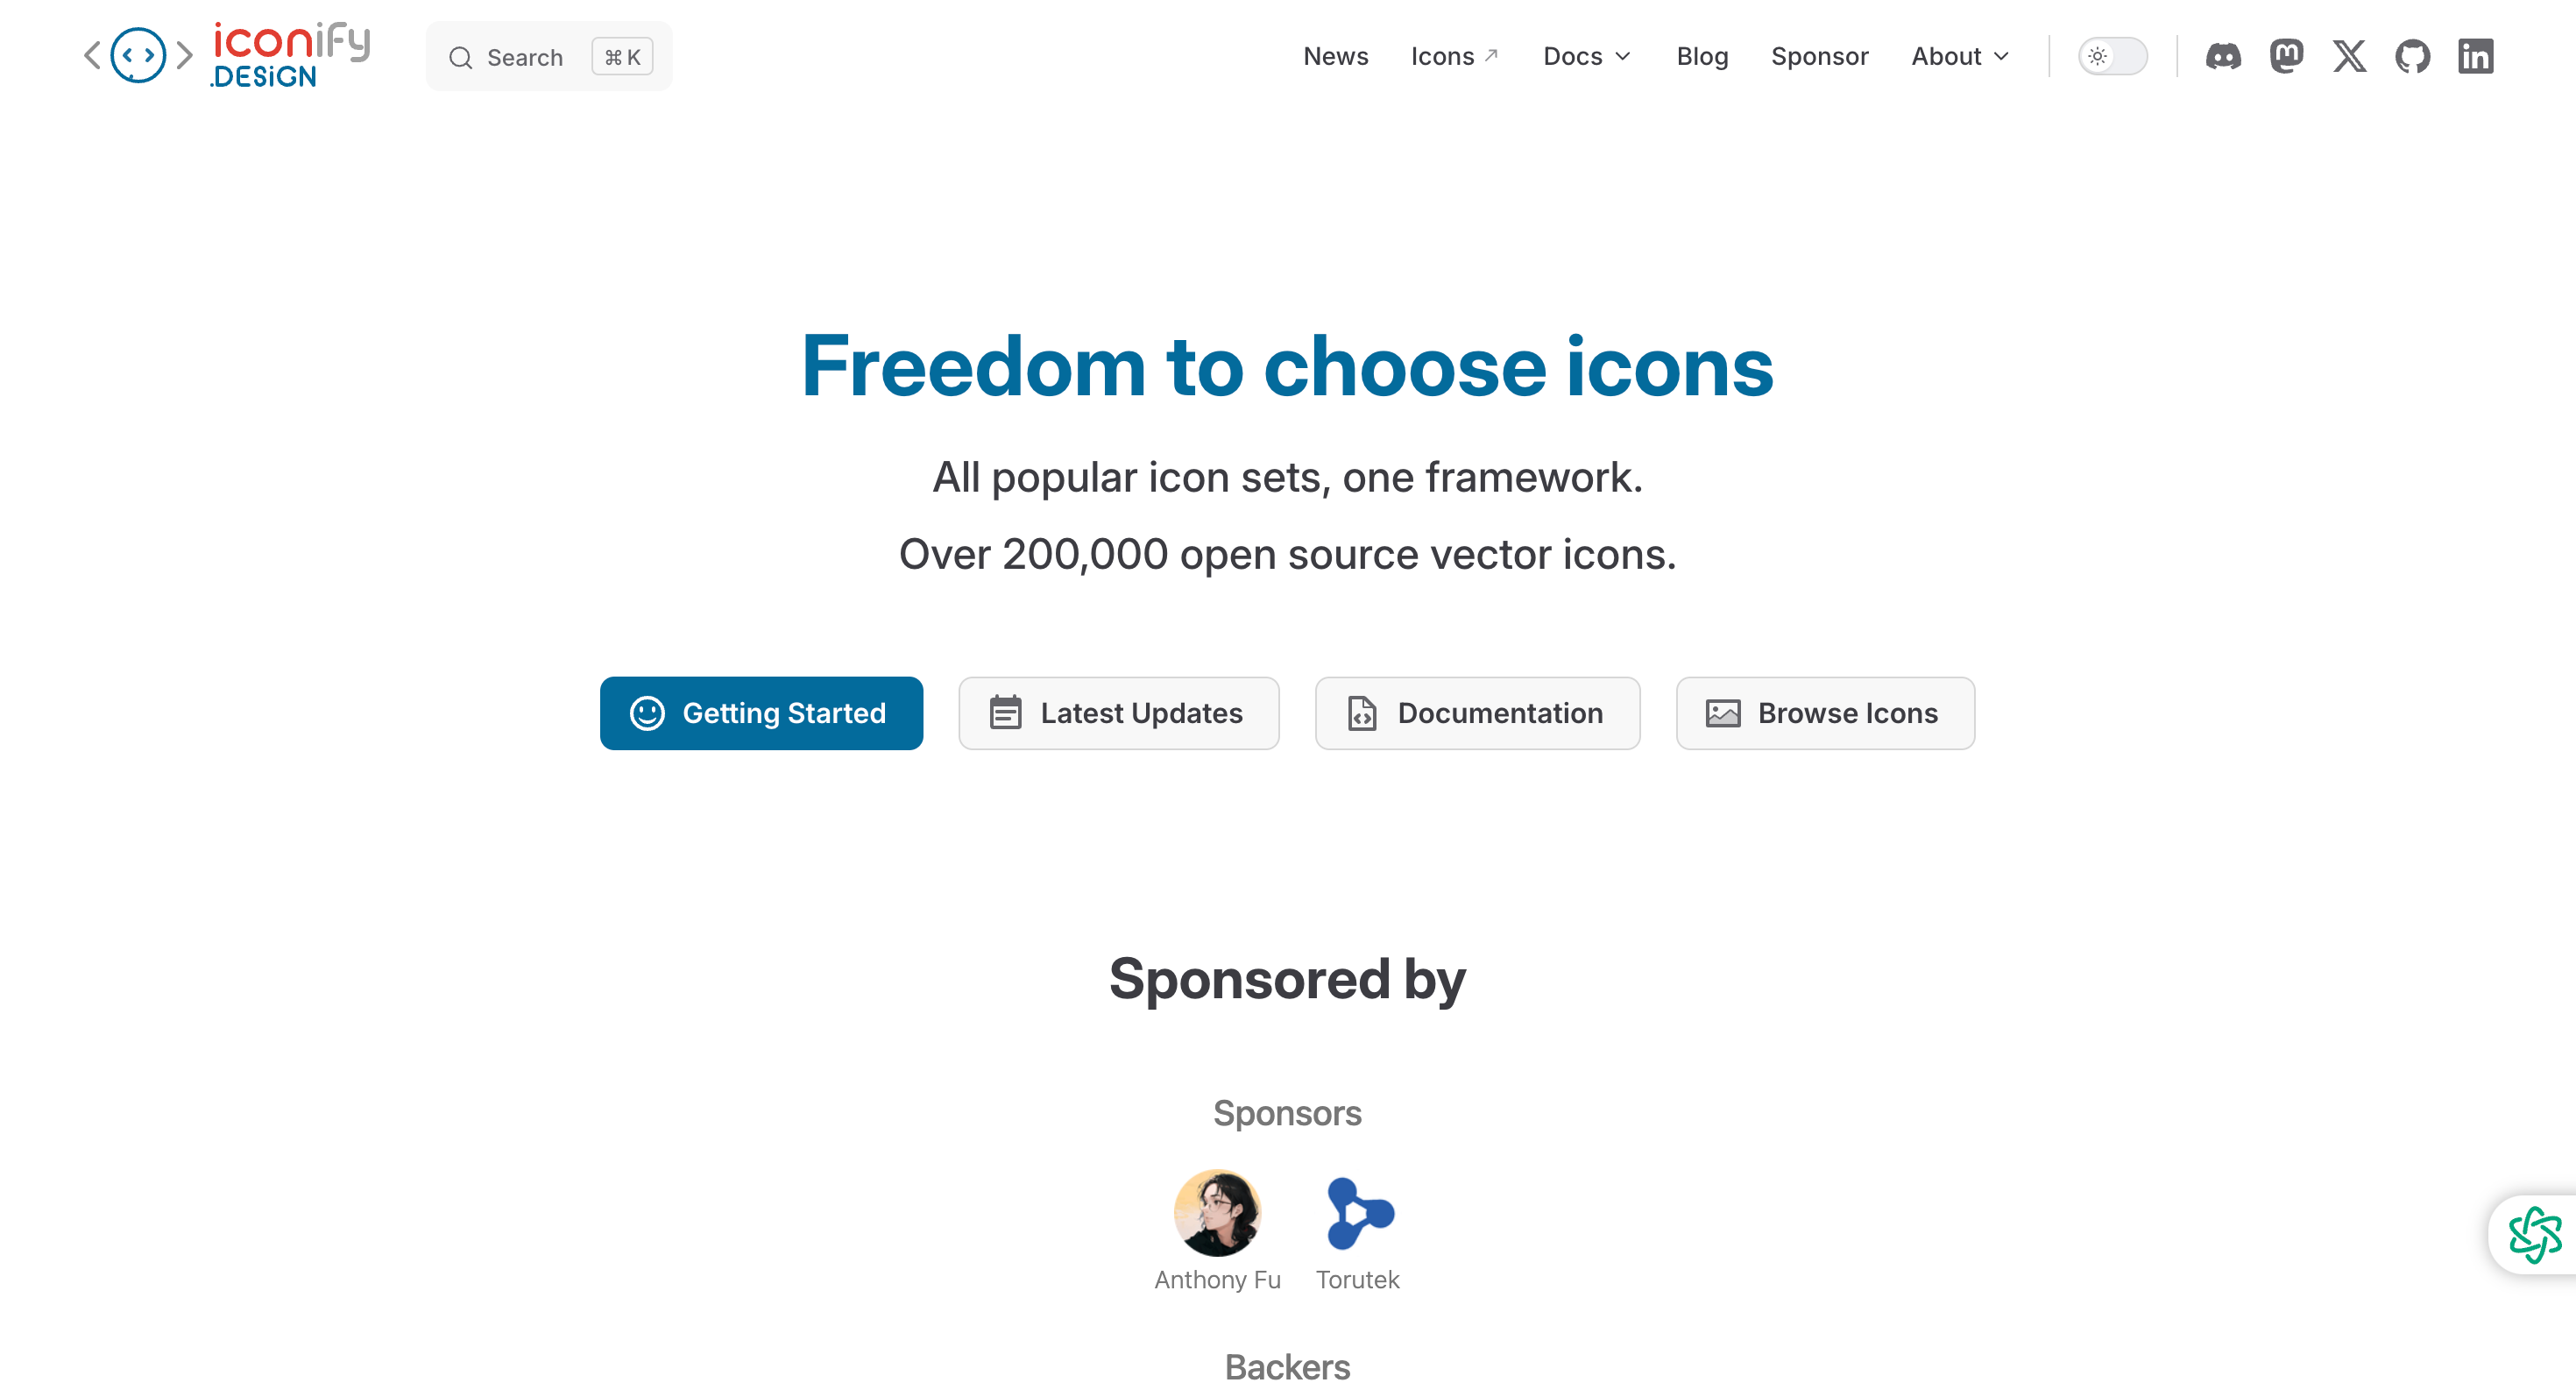 iconify
.DESiGN
Search ⌘ K
News Icons Docs Blog Sponsor About
Freedom to choose icons
All popular icon sets, one framework.
Over 200,000 open source vector icons.
Getting Started Latest Updates Documentation Browse Icons
Sponsored by
Sponsors
Anthony Fu Torutek
Backers